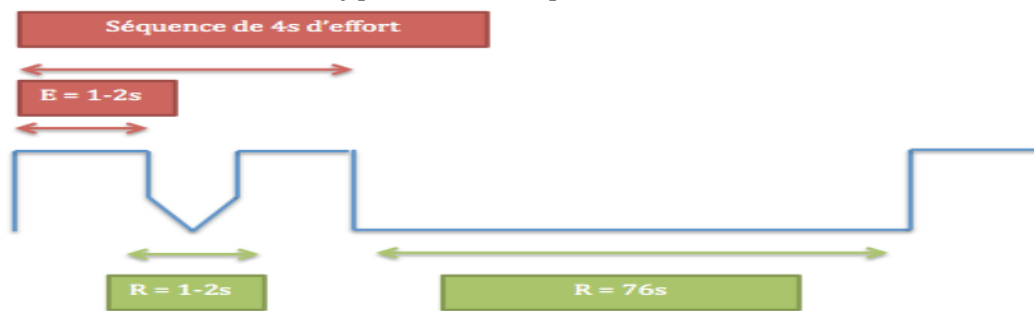 Séquence de 4s d'effort
E = 1-2s
R = 1-2s
R = 76s